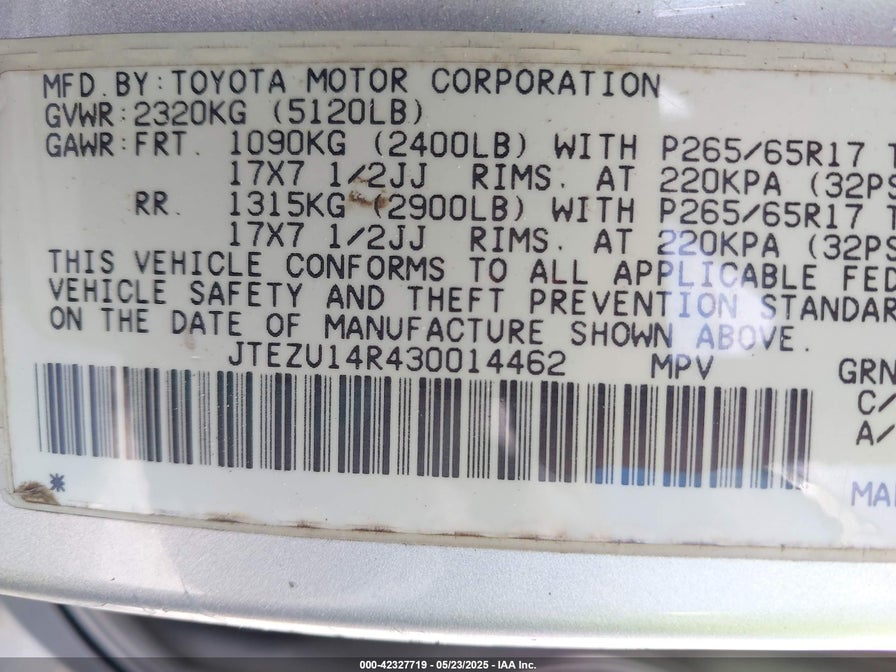 MFD.BY:TOYOTA MOTOR CORPORATION
GVWR:2320KG (5120LB)
GAWR:FRT. 1090KG (2400LB) WITH P265/65R17 T
17X7 1/2JJ RIMS. AT 220KPA (32PS
RR. 1315KG (2900LB) WITH P265/65R17 T
17X7 1/2JJ RIMS. AT 220KPA (32PS
THIS VEHICLE CONFORMS TO ALL APPLICABLE FED
VEHICLE SAFETY AND THEFT PREVENTION STANDAR
ON THE DATE OF MANUFACTURE SHOWN ABOVE.
JTEZU14R430014462 MPV GRN
C/
A/
* MA
000-42327719 | 05/23/2025 | IAA Inc.